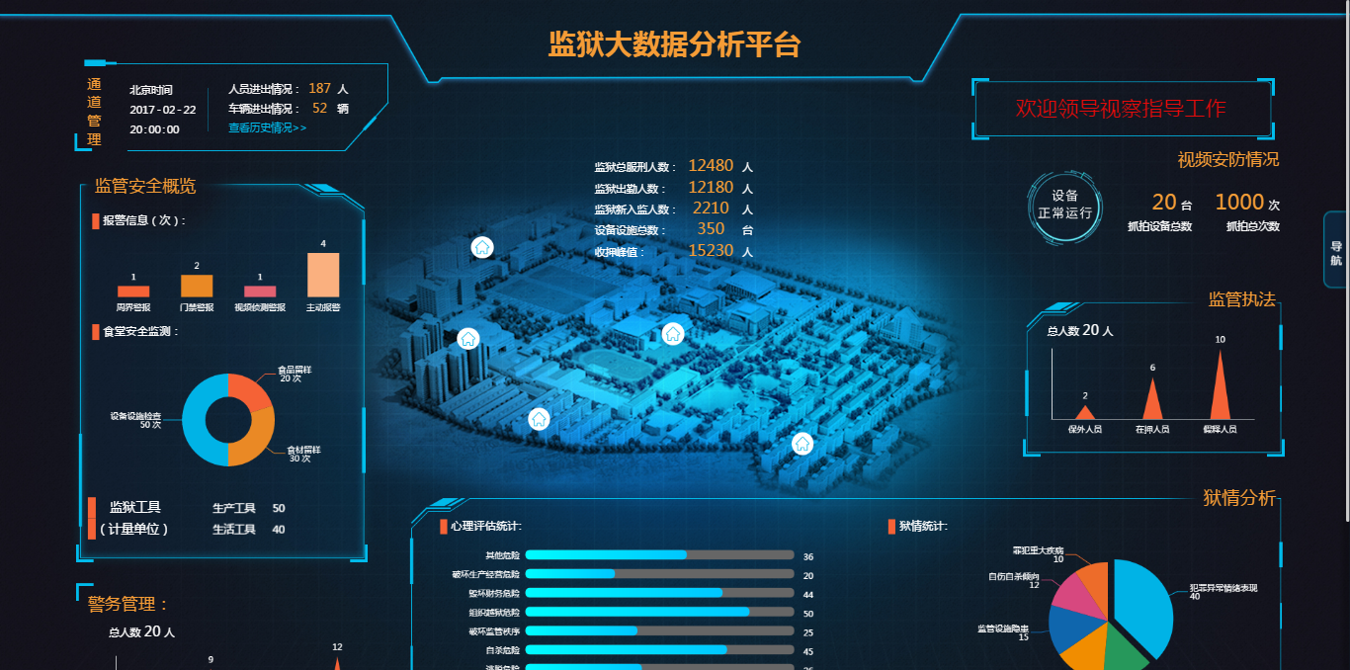 监狱大数据分析平台
通道管理
北京时间
2017-02-22
20:00:00
人员进出情况： 187 人
车辆进出情况： 52 辆
查看历史情况>>
欢迎领导视察指导工作
监狱总服刑人数： 12480 人
监狱出勤人数： 12180 人
监狱新入监人数： 2210 人
设备设施总数： 350 台
收押峰值： 15230 人
视频安防情况
设备
正常运行
20 台
抓拍设备总数
1000 次
抓拍总次数
导航
监管安全概览
报警信息（次）：
1
2
1
4
周界警报
门禁警报
视频侦测警报
主动报警
食堂安全监测：
食品留样
20 次
设备设施检查
50 次
食材留样
30 次
监狱工具
（计量单位）
生产工具 50
生活工具 40
监管执法
总人数 20 人
2
6
10
保外人员
在押人员
假释人员
警务管理：
总人数 20 人
9
12
狱情分析
心理评估统计:
其他危险 36
破坏生产经营危险 20
毁坏财务危险 44
组织越狱危险 50
破坏监管秩序 25
自杀危险 45
逃脱危险 26
狱情统计:
罪犯重大疾病
10
自伤自杀倾向
12
监管设施隐患
15
犯罪异常情绪表现
40